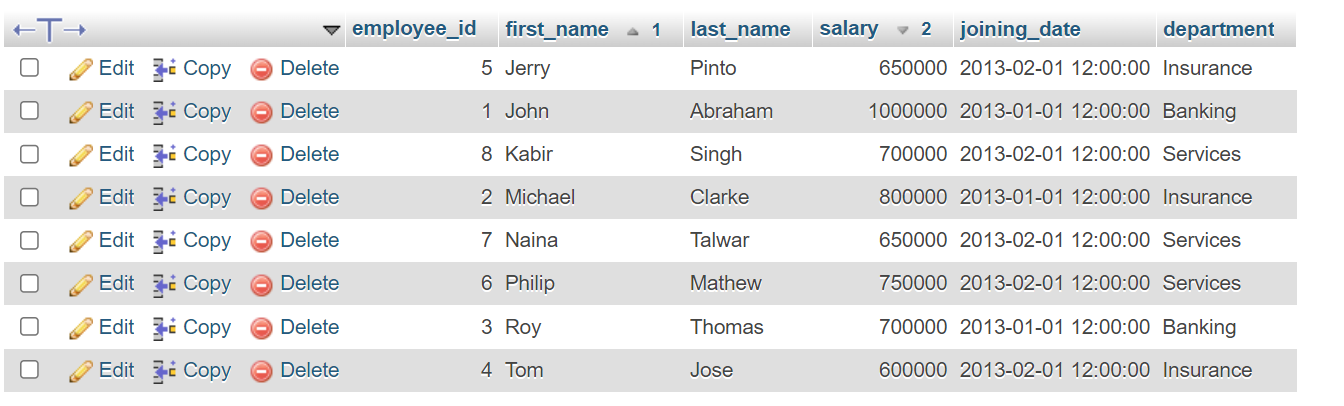 employee_id first_name 1 last_name salary 2 joining_date department
Edit Copy Delete 5 Jerry Pinto 650000 2013-02-01 12:00:00 Insurance
Edit Copy Delete 1 John Abraham 1000000 2013-01-01 12:00:00 Banking
Edit Copy Delete 8 Kabir Singh 700000 2013-02-01 12:00:00 Services
Edit Copy Delete 2 Michael Clarke 800000 2013-01-01 12:00:00 Insurance
Edit Copy Delete 7 Naina Talwar 650000 2013-02-01 12:00:00 Services
Edit Copy Delete 6 Philip Mathew 750000 2013-02-01 12:00:00 Services
Edit Copy Delete 3 Roy Thomas 700000 2013-01-01 12:00:00 Banking
Edit Copy Delete 4 Tom Jose 600000 2013-02-01 12:00:00 Insurance